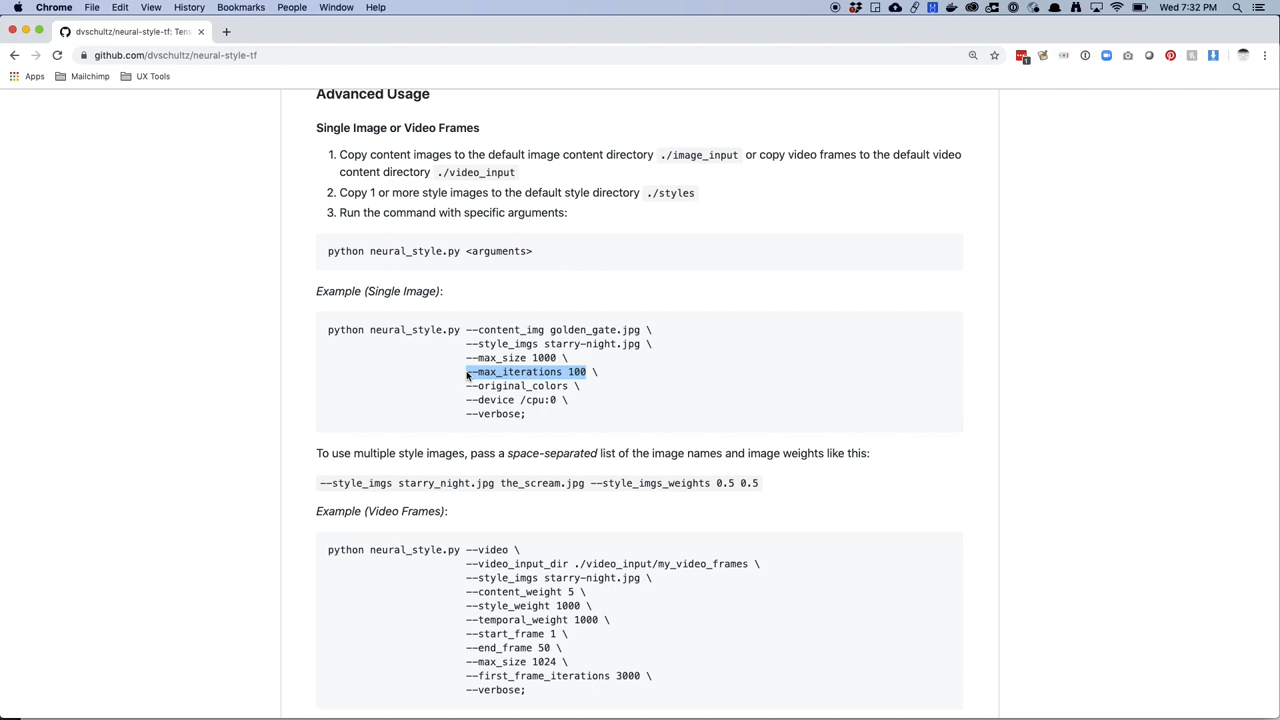 Chrome File Edit View History Bookmarks People Window Help
Wed 7:32 PM
dvschultz/neural-style-tf: Tens
github.com/dvschultz/neural-style-tf
Apps Mailchimp UX Tools
Advanced Usage
Single Image or Video Frames
1. Copy content images to the default image content directory ./image_input or copy video frames to the default video
content directory ./video_input
2. Copy 1 or more style images to the default style directory ./styles
3. Run the command with specific arguments:
python neural_style.py <arguments>
Example (Single Image):
python neural_style.py --content_img golden_gate.jpg \
--style_imgs starry-night.jpg \
--max_size 1000 \
--max_iterations 100 \
--original_colors \
--device /cpu:0 \
--verbose;
To use multiple style images, pass a space-separated list of the image names and image weights like this:
--style_imgs starry_night.jpg the_scream.jpg --style_imgs_weights 0.5 0.5
Example (Video Frames):
python neural_style.py --video \
--video_input_dir ./video_input/my_video_frames \
--style_imgs starry-night.jpg \
--content_weight 5 \
--style_weight 1000 \
--temporal_weight 1000 \
--start_frame 1 \
--end_frame 50 \
--max_size 1024 \
--first_frame_iterations 3000 \
--verbose;